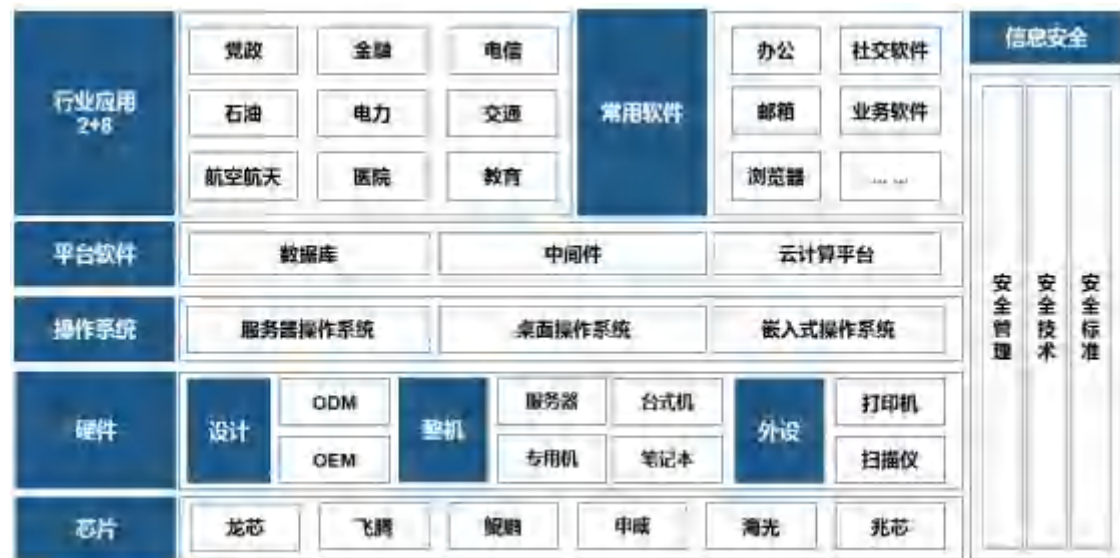 行业应用
2+8
党政 金融 电信
石油 电力 交通
航空航天 医院 教育
常用软件
办公 社交软件
邮箱 业务软件
浏览器 ... ...
信息安全
安全管理
安全技术
安全标准
平台软件
数据库 中间件 云计算平台
操作系统
服务器操作系统 桌面操作系统 嵌入式操作系统
硬件
设计
ODM
OEM
整机
服务器 台式机
专用机 笔记本
外设
打印机
扫描仪
芯片
龙芯 飞腾 鲲鹏 申威 海光 兆芯